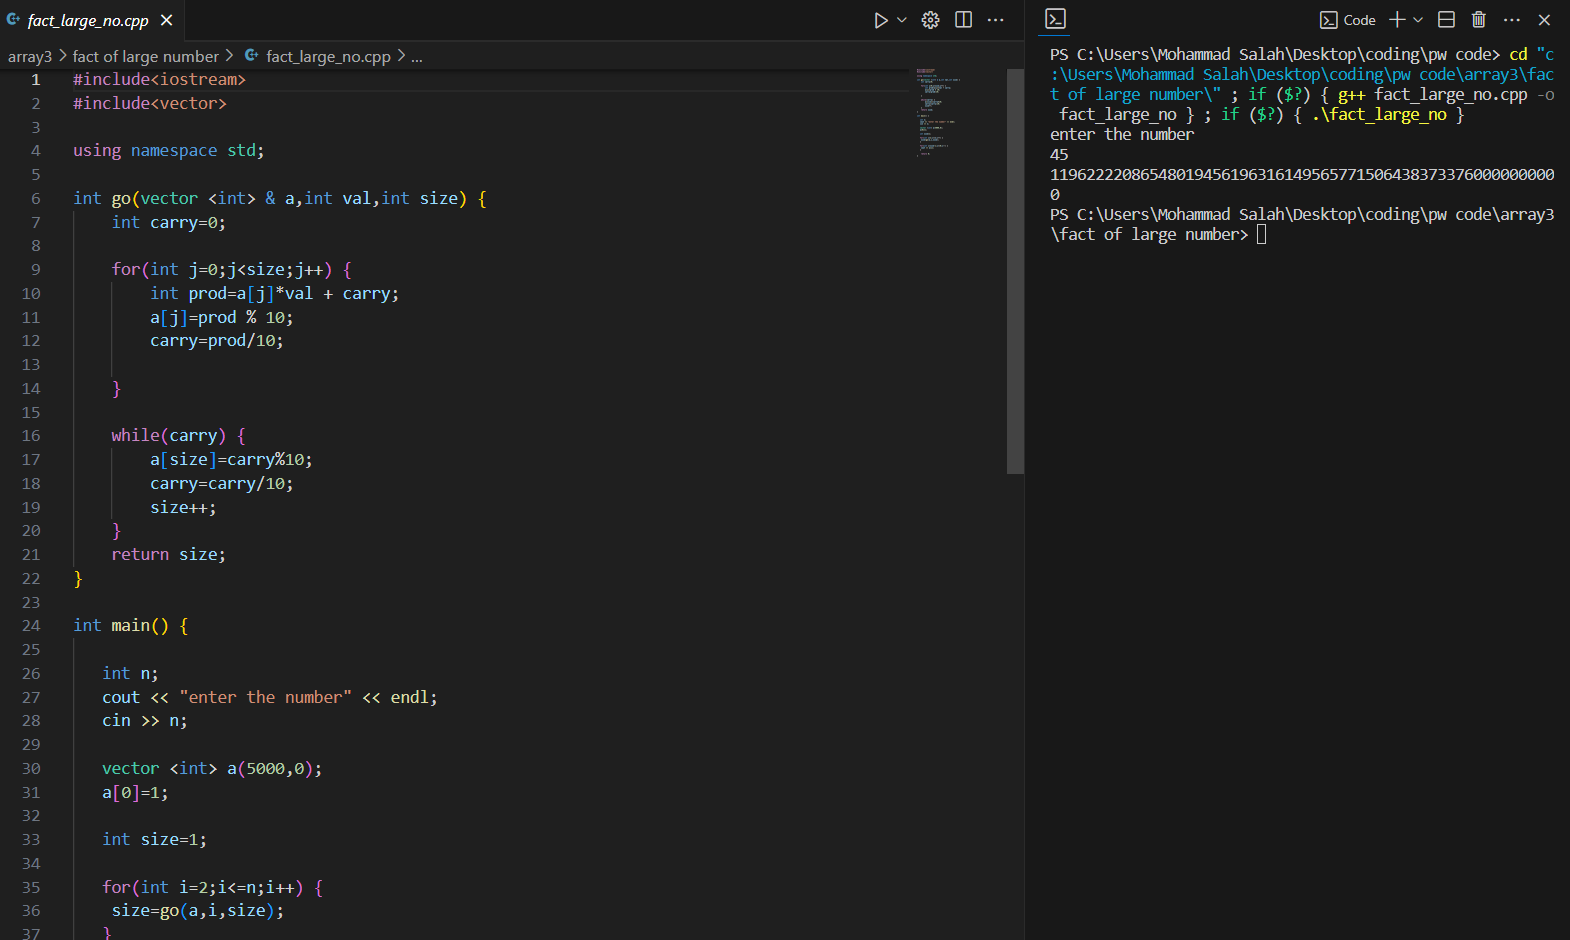 fact_large_no.cpp
array3 > fact of large number > fact_large_no.cpp > ...
1 #include<iostream>
2 #include<vector>
3
4 using namespace std;
5
6 int go(vector <int> & a,int val,int size) {
7     int carry=0;
8
9     for(int j=0;j<size;j++) {
10         int prod=a[j]*val + carry;
11         a[j]=prod % 10;
12         carry=prod/10;
13
14     }
15
16     while(carry) {
17         a[size]=carry%10;
18         carry=carry/10;
19         size++;
20     }
21     return size;
22 }
23
24 int main() {
25
26    int n;
27    cout << "enter the number" << endl;
28    cin >> n;
29
30    vector <int> a(5000,0);
31    a[0]=1;
32
33    int size=1;
34
35    for(int i=2;i<=n;i++) {
36     size=go(a,i,size);
37    }
Code
PS C:\Users\Mohammad Salah\Desktop\coding\pw code> cd "c
:\Users\Mohammad Salah\Desktop\coding\pw code\array3\fac
t of large number\" ; if ($?) { g++ fact_large_no.cpp -o
 fact_large_no } ; if ($?) { .\fact_large_no }
enter the number
45
11962222086548019456196316149565771506438373376000000000
0
PS C:\Users\Mohammad Salah\Desktop\coding\pw code\array3
\fact of large number>